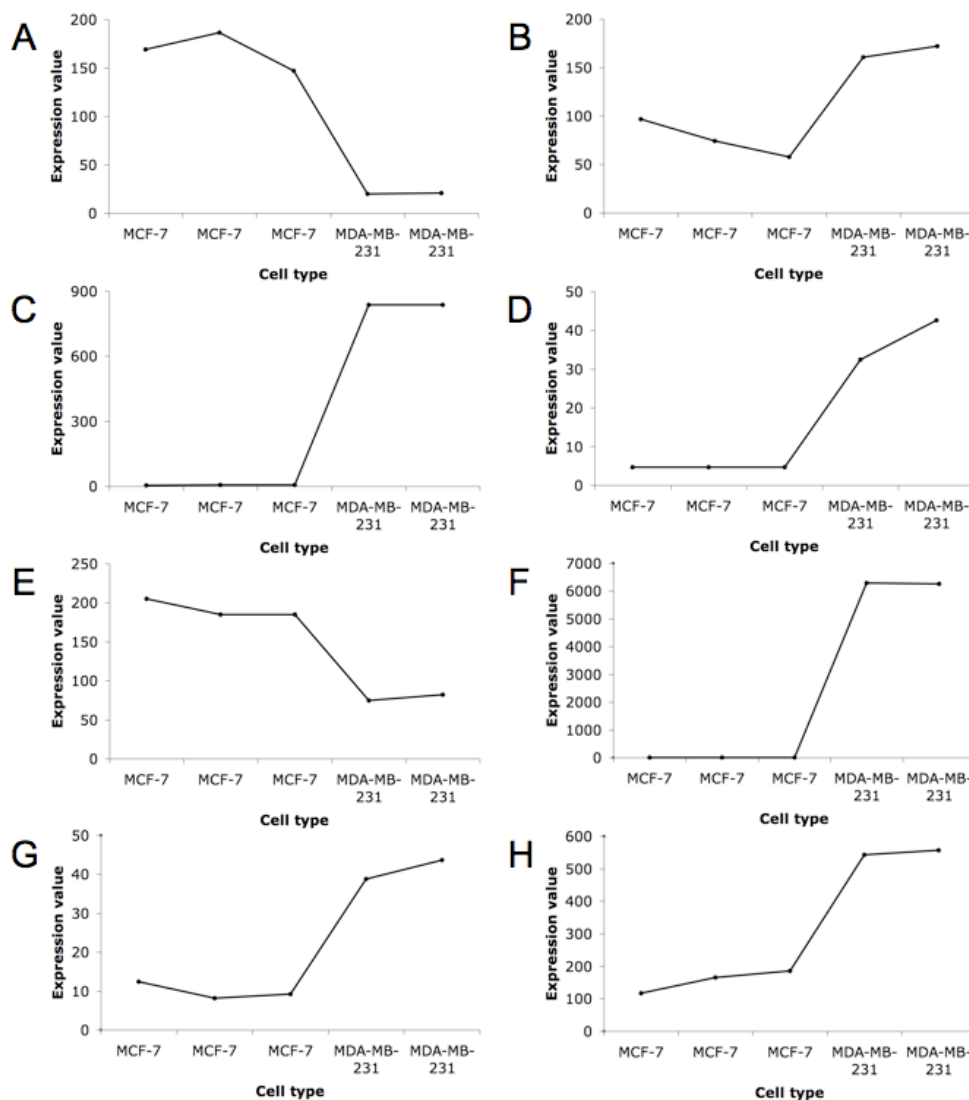 A
Expression value
200
150
100
50
0
MCF-7 MCF-7 MCF-7 MDA-MB-231 MDA-MB-231
Cell type
B
Expression value
200
150
100
50
0
MCF-7 MCF-7 MCF-7 MDA-MB-231 MDA-MB-231
Cell type
C
Expression value
900
600
300
0
MCF-7 MCF-7 MCF-7 MDA-MB-231 MDA-MB-231
Cell type
D
Expression value
50
40
30
20
10
0
MCF-7 MCF-7 MCF-7 MDA-MB-231 MDA-MB-231
Cell type
E
Expression value
250
200
150
100
50
0
MCF-7 MCF-7 MCF-7 MDA-MB-231 MDA-MB-231
Cell type
F
Expression value
7000
6000
5000
4000
3000
2000
1000
0
MCF-7 MCF-7 MCF-7 MDA-MB-231 MDA-MB-231
Cell type
G
Expression value
50
40
30
20
10
0
MCF-7 MCF-7 MCF-7 MDA-MB-231 MDA-MB-231
Cell type
H
Expression value
600
500
400
300
200
100
0
MCF-7 MCF-7 MCF-7 MDA-MB-231 MDA-MB-231
Cell type